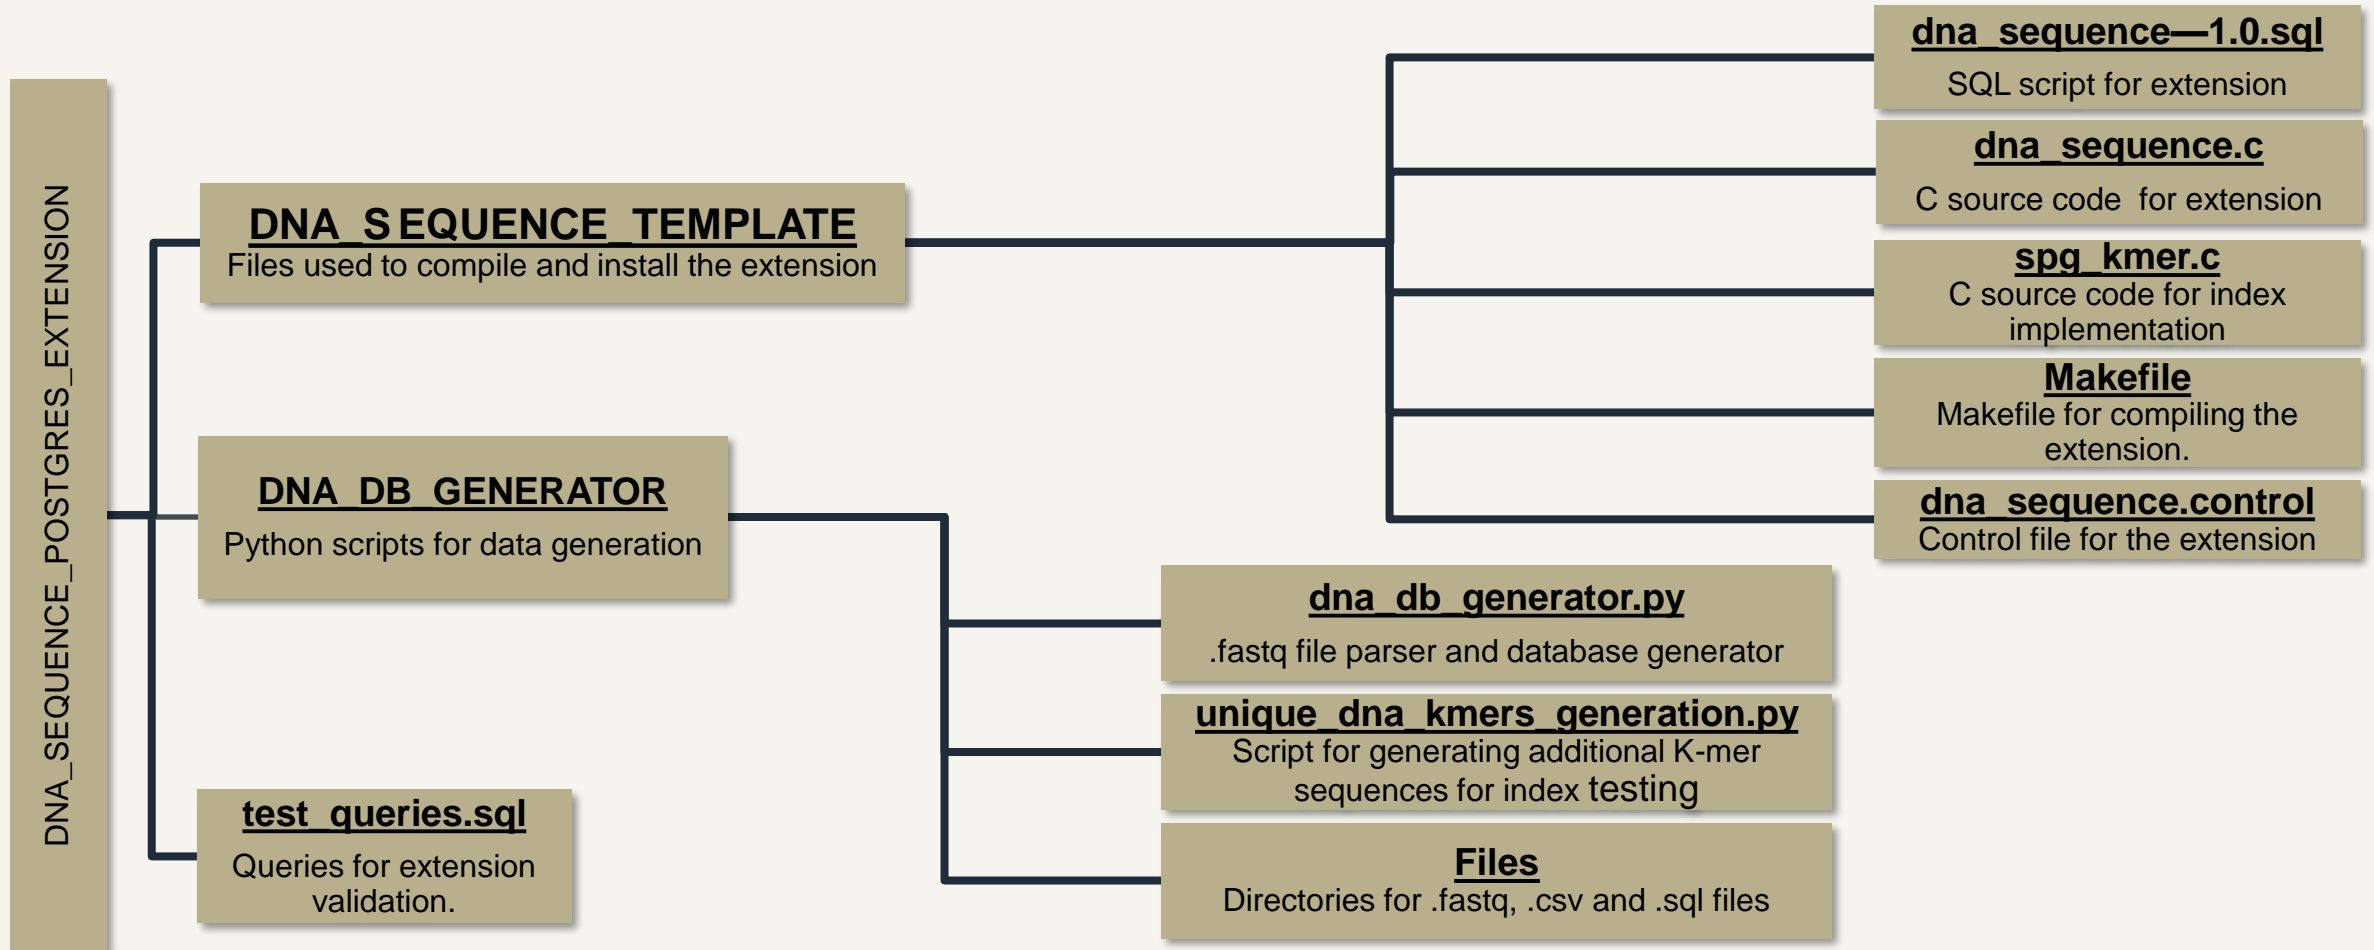 DNA_SEQUENCE_POSTGRES_EXTENSION
DNA_SEQUENCE_TEMPLATE
Files used to compile and install the extension
dna_sequence—1.0.sql
SQL script for extension
dna_sequence.c
C source code  for extension
spg_kmer.c
C source code for index
implementation
Makefile
Makefile for compiling the
extension.
dna_sequence.control
Control file for the extension
DNA_DB_GENERATOR
Python scripts for data generation
dna_db_generator.py
.fastq file parser and database generator
unique_dna_kmers_generation.py
Script for generating additional K-mer
sequences for index testing
Files
Directories for .fastq, .csv and .sql files
test_queries.sql
Queries for extension
validation.